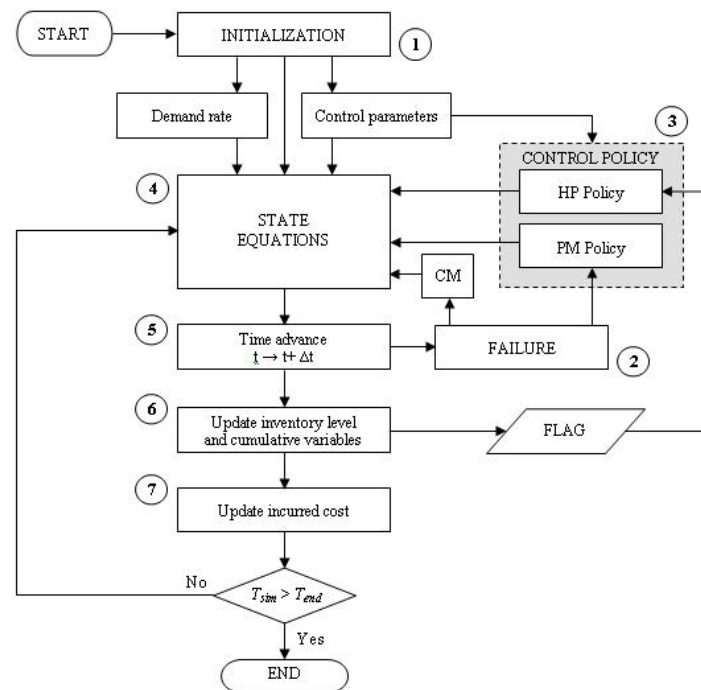 START
INITIALIZATION
1
Demand rate
Control parameters
3
CONTROL POLICY
HP Policy
PM Policy
4
STATE
EQUATIONS
CM
5
Time advance
t → t+ Δt
FAILURE
2
6
Update inventory level
and cumulative variables
FLAG
7
Update incurred cost
No
Tsim > Tend
Yes
END